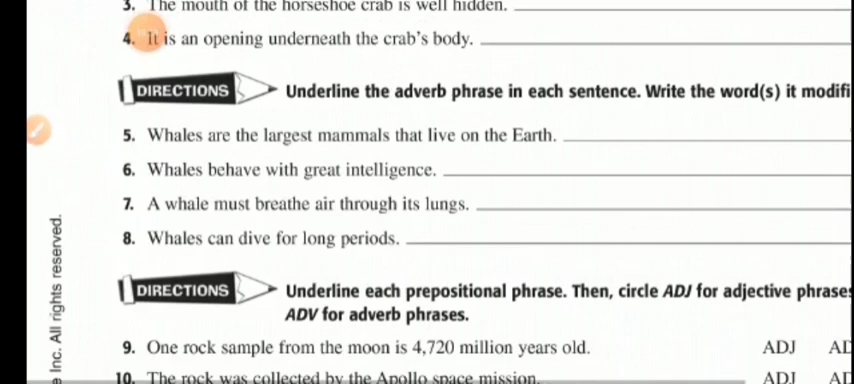 3. The mouth of the horseshoe crab is well hidden.
4. It is an opening underneath the crab's body.
DIRECTIONS Underline the adverb phrase in each sentence. Write the word(s) it modifi
5. Whales are the largest mammals that live on the Earth.
6. Whales behave with great intelligence.
7. A whale must breathe air through its lungs.
8. Whales can dive for long periods.
DIRECTIONS Underline each prepositional phrase. Then, circle ADJ for adjective phrases
ADV for adverb phrases.
9. One rock sample from the moon is 4,720 million years old. ADJ AD
10. The rock was collected by the Apollo space mission. ADJ AD
e Inc. All rights reserved.